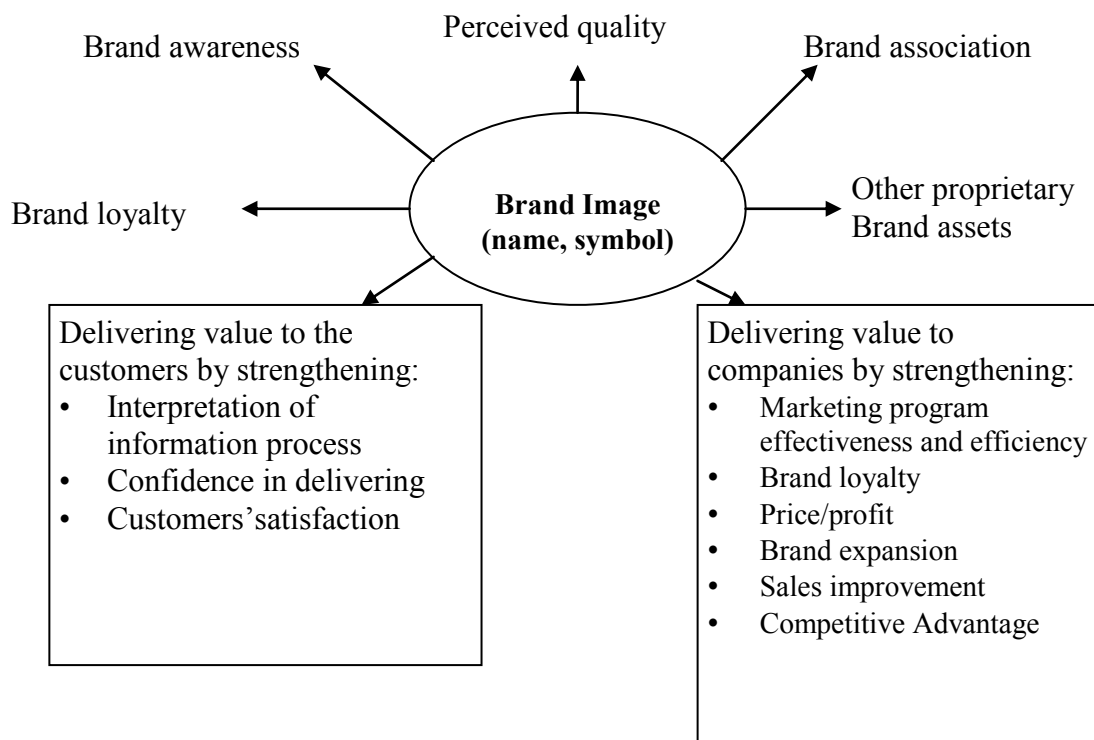 Perceived quality
Brand awareness
Brand association
Brand loyalty
Brand Image
(name, symbol)
Other proprietary
Brand assets
Delivering value to the
customers by strengthening:
• Interpretation of
information process
• Confidence in delivering
• Customers’satisfaction
Delivering value to
companies by strengthening:
• Marketing program
effectiveness and efficiency
• Brand loyalty
• Price/profit
• Brand expansion
• Sales improvement
• Competitive Advantage